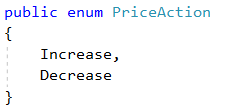 public enum PriceAction
{
    Increase,
    Decrease
}